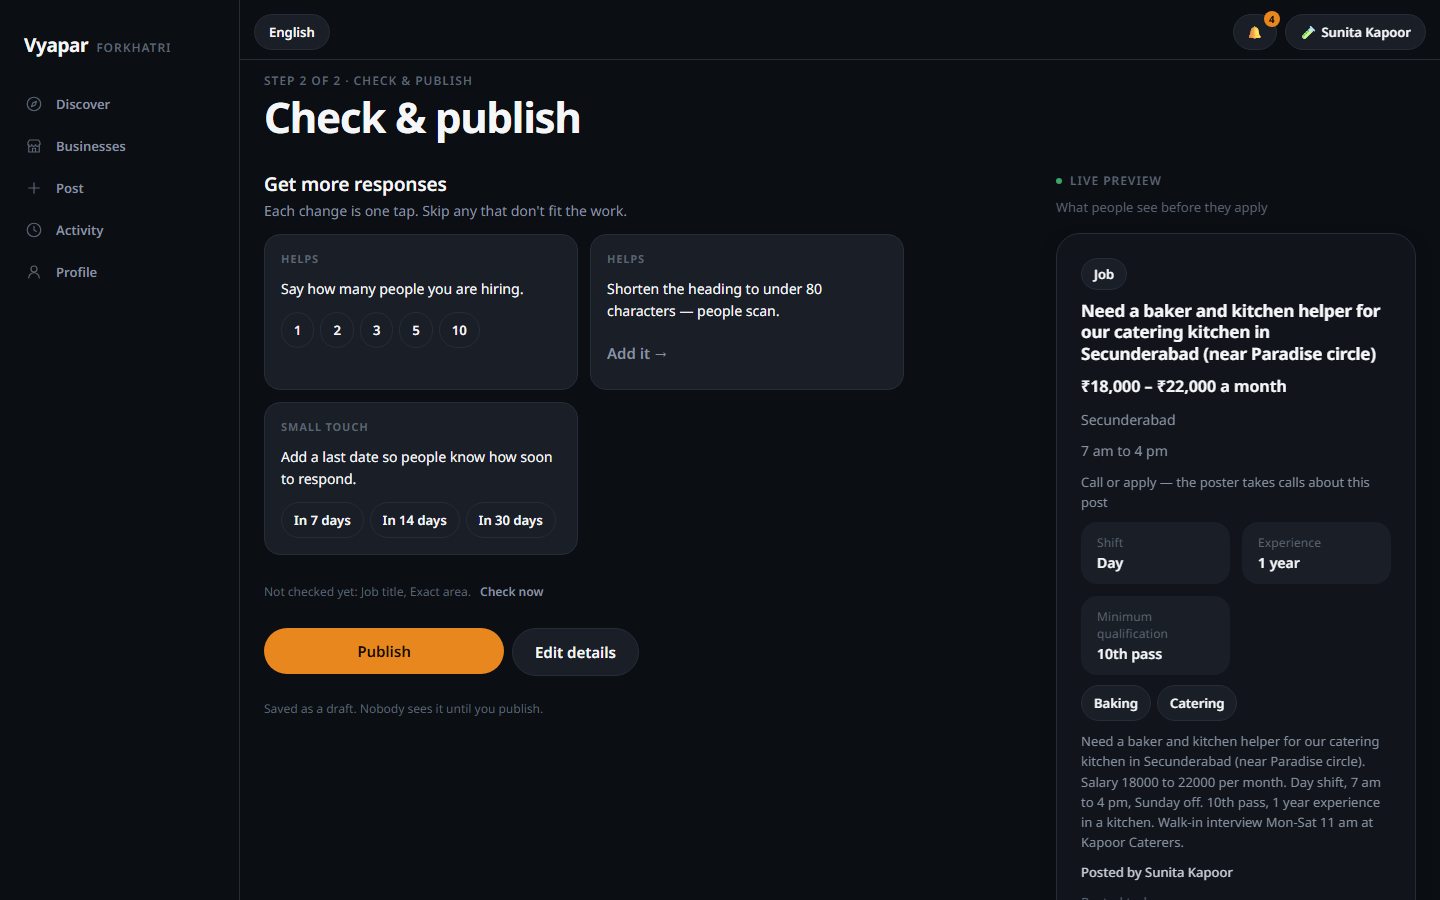 Vyapar FORKHATRI
Discover
Businesses
Post
Activity
Profile
English
4
Sunita Kapoor
STEP 2 OF 2 · CHECK & PUBLISH
Check & publish
Get more responses
Each change is one tap. Skip any that don't fit the work.
HELPS
Say how many people you are hiring.
1 2 3 5 10
HELPS
Shorten the heading to under 80
characters — people scan.
Add it →
SMALL TOUCH
Add a last date so people know how soon
to respond.
In 7 days In 14 days In 30 days
Not checked yet: Job title, Exact area. Check now
Publish Edit details
Saved as a draft. Nobody sees it until you publish.
LIVE PREVIEW
What people see before they apply
Job
Need a baker and kitchen helper for
our catering kitchen in
Secunderabad (near Paradise circle)
₹18,000 – ₹22,000 a month
Secunderabad
7 am to 4 pm
Call or apply — the poster takes calls about this
post
Shift
Day
Experience
1 year
Minimum
qualification
10th pass
Baking Catering
Need a baker and kitchen helper for our catering
kitchen in Secunderabad (near Paradise circle).
Salary 18000 to 22000 per month. Day shift, 7 am
to 4 pm, Sunday off. 10th pass, 1 year experience
in a kitchen. Walk-in interview Mon-Sat 11 am at
Kapoor Caterers.
Posted by Sunita Kapoor